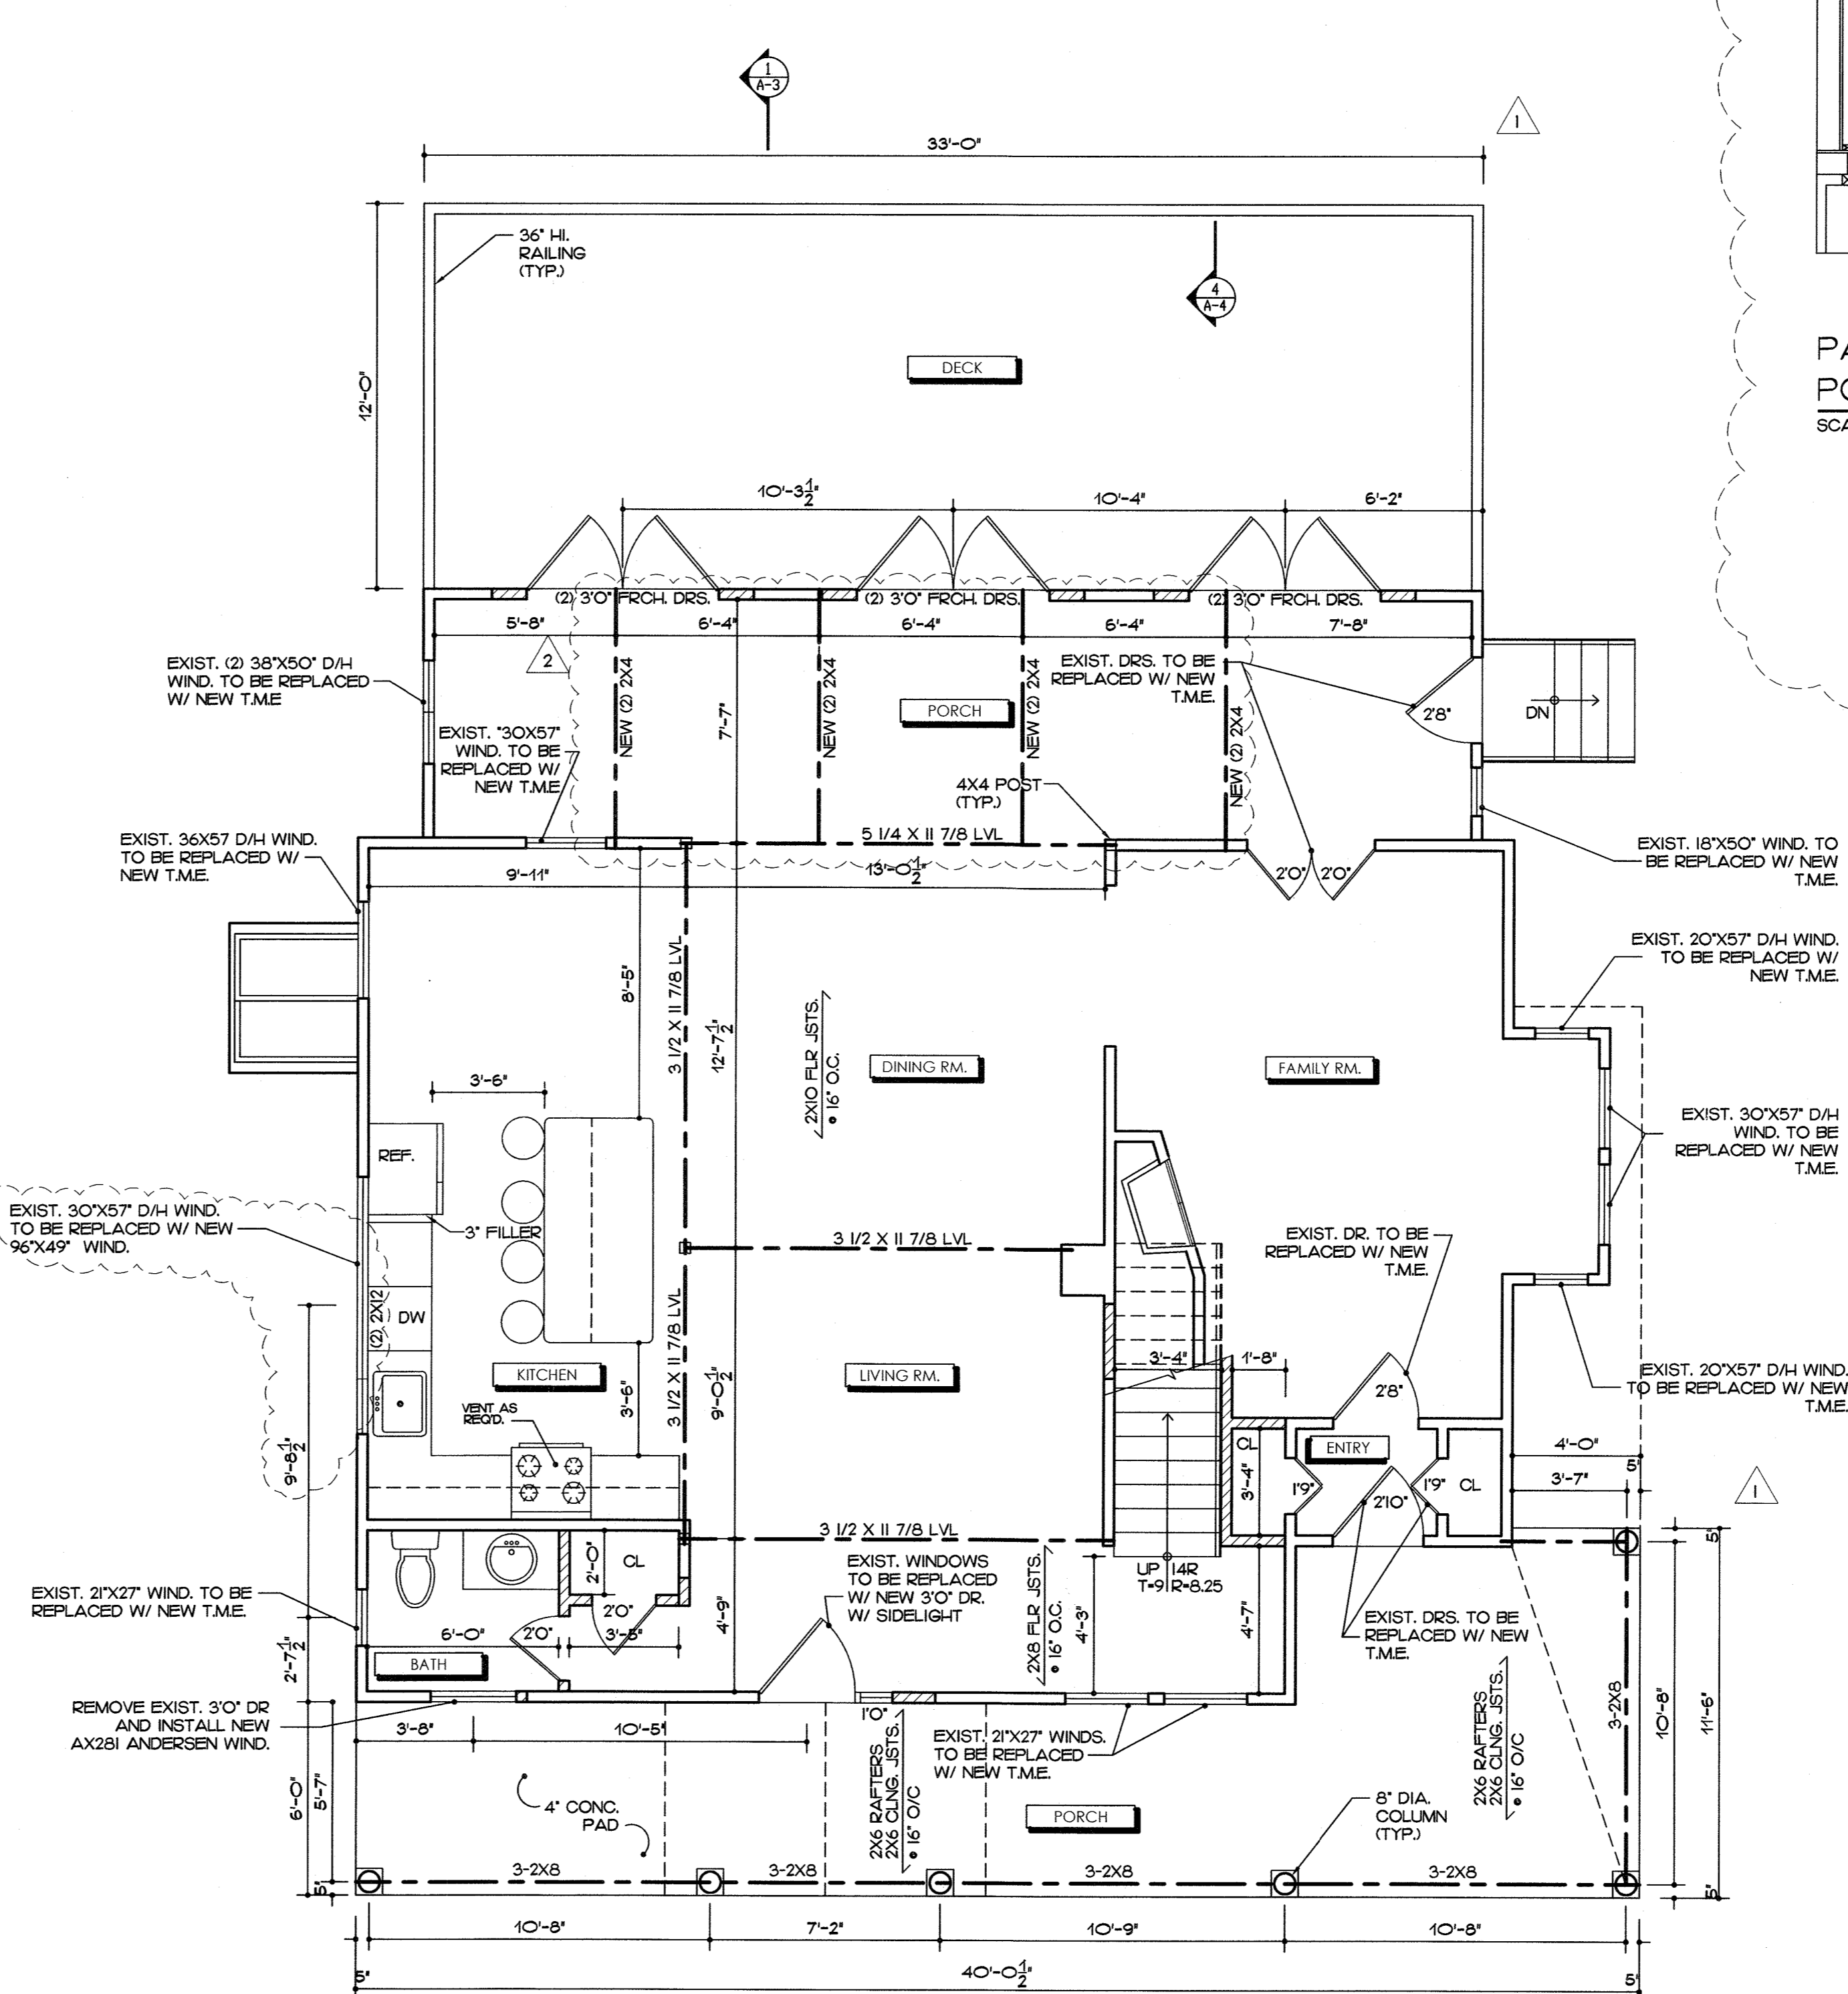 1
A-3
1
33'-0"
36" HI.
RAILING
(TYP.)
4
A-4
PA
PO
SCA
DECK
12'-0"
10'-3 1/2"
10'-4"
6'-2"
(2) 3'0" FRCH. DRS.
(2) 3'0" FRCH. DRS.
(2) 3'0" FRCH. DRS.
5'-8"
6'-4"
6'-4"
6'-4"
7'-8"
2
EXIST. (2) 38"X50" D/H
WIND. TO BE REPLACED
W/ NEW T.M.E
EXIST. "30X57"
WIND. TO BE
REPLACED W/
NEW T.M.E
NEW (2) 2X4
NEW (2) 2X4
NEW (2) 2X4
NEW (2) 2X4
7'-7"
PORCH
EXIST. DRS. TO BE
REPLACED W/ NEW
T.M.E.
2'8"
DN
4X4 POST
(TYP.)
5 1/4 X 11 7/8 LVL
EXIST. 36X57 D/H WIND.
TO BE REPLACED W/
NEW T.M.E.
EXIST. 18"X50" WIND. TO
BE REPLACED W/ NEW
T.M.E.
9'-11"
13'-0 1/2"
2'0"
2'0"
EXIST. 20"X57" D/H WIND.
TO BE REPLACED W/
NEW T.M.E.
8'-5"
3 1/2 X 11 7/8 LVL
12'-7 1/2"
2X10 FLR JSTS.
@ 16" O.C.
DINING RM.
FAMILY RM.
3'-6"
REF.
EXIST. 30"X57" D/H
WIND. TO BE
REPLACED W/ NEW
T.M.E.
EXIST. 30"X57" D/H WIND.
TO BE REPLACED W/ NEW
96"X49" WIND.
3" FILLER
3 1/2 X 11 7/8 LVL
EXIST. DR. TO BE
REPLACED W/ NEW
T.M.E.
(2) 2X12
DW
3 1/2 X 11 7/8 LVL
9'-0 1/2"
KITCHEN
LIVING RM.
3'-4"
1'-8"
2'8"
EXIST. 20"X57" D/H WIND.
TO BE REPLACED W/ NEW
T.M.E.
VENT AS
REQ'D.
3'-6"
9'-8 1/2"
CL
ENTRY
4'-0"
5"
3'-7"
3'-4"
1'9"
2'10"
1'9"
CL
1
3 1/2 X 11 7/8 LVL
5"
2'-0"
CL
EXIST. WINDOWS
TO BE REPLACED
W/ NEW 3'0" DR.
W/ SIDELIGHT
UP 14R
T=9 R=8.25
EXIST. 21"X27" WIND. TO BE
REPLACED W/ NEW T.M.E.
2'0"
4'-9"
2X8 FLR JSTS.
@ 16" O.C.
4'-3"
4'-7"
EXIST. DRS. TO BE
REPLACED W/ NEW
T.M.E.
6'-0"
2'0"
3'-5"
2'-7 1/2"
BATH
REMOVE EXIST. 3'0" DR
AND INSTALL NEW
AX281 ANDERSEN WIND.
3'-8"
10'-5"
1'0"
2X6 RAFTERS
2X6 CLNG. JSTS.
@ 16" O/C
EXIST. 21"X27" WINDS.
TO BE REPLACED
W/ NEW T.M.E.
2X6 RAFTERS
2X6 CLNG. JSTS.
@ 16" O/C
3-2X8
10'-8"
11'-6"
6'-0"
5'-7"
4" CONC.
PAD
PORCH
8" DIA.
COLUMN
(TYP.)
5"
3-2X8
3-2X8
3-2X8
3-2X8
5"
10'-8"
7'-2"
10'-9"
10'-8"
5"
40'-0 1/2"
5"